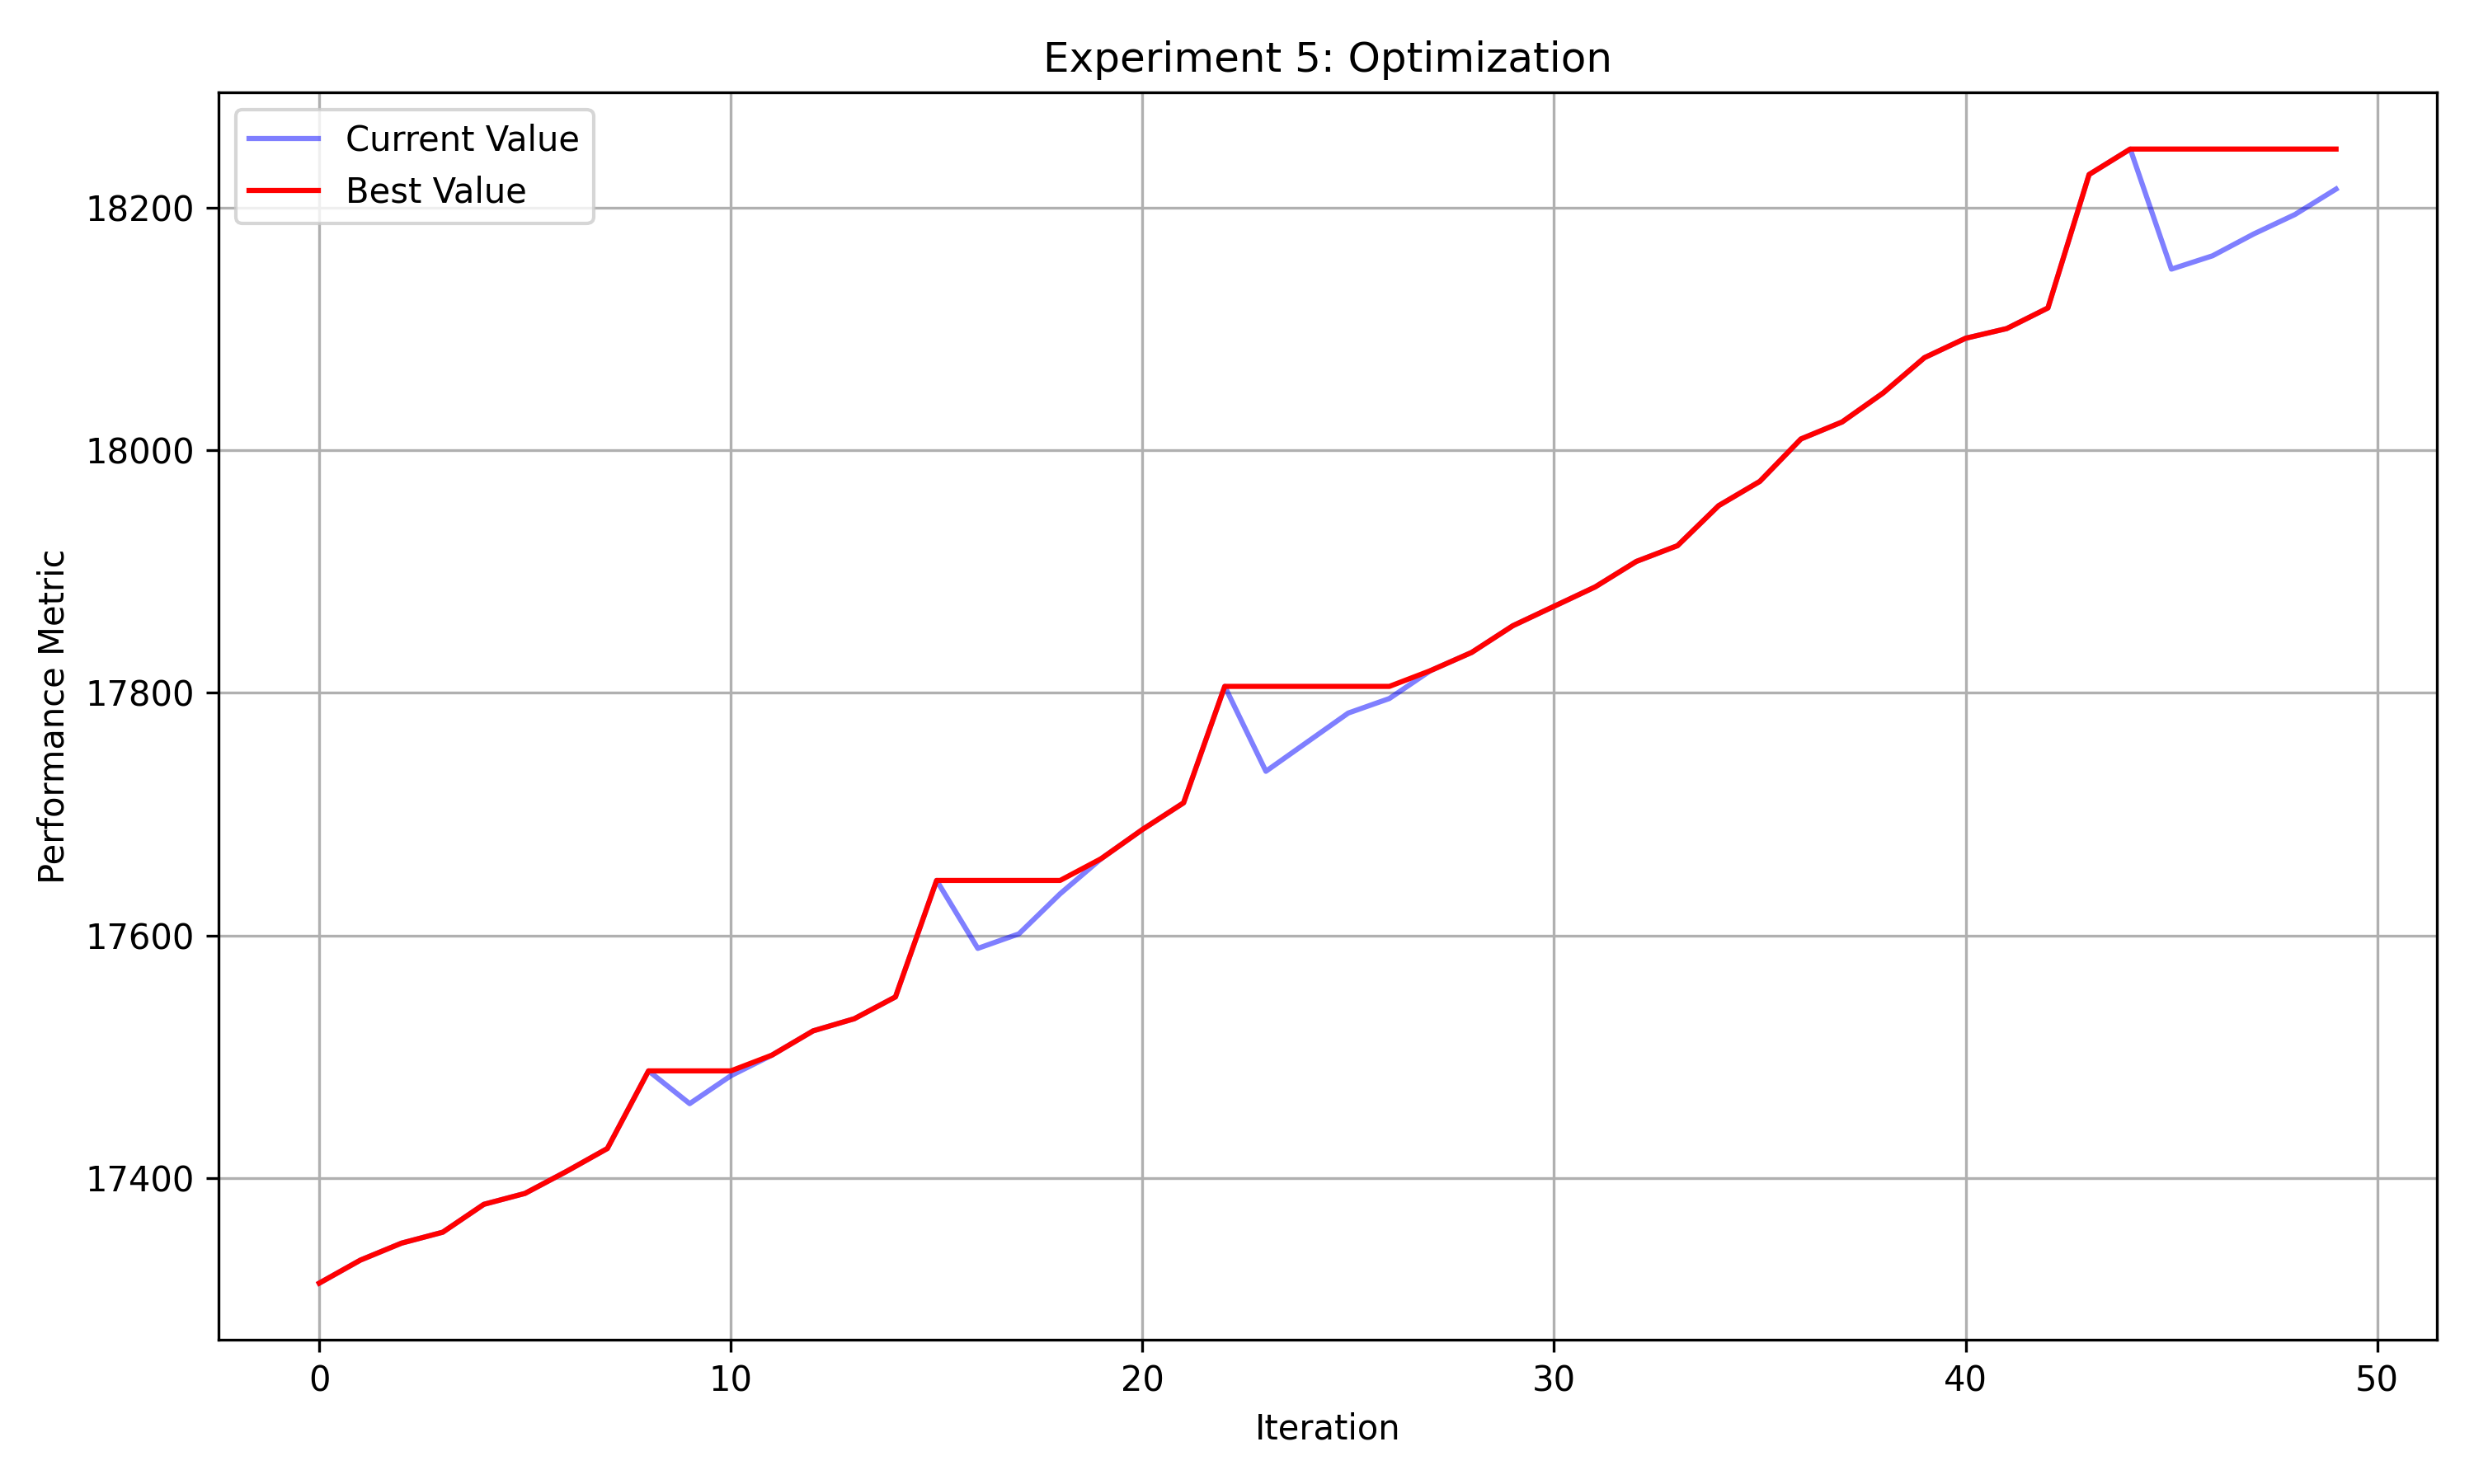 Experiment 5: Optimization
Current Value
Best Value
Performance Metric
18200
18000
17800
17600
17400
0 10 20 30 40 50
Iteration